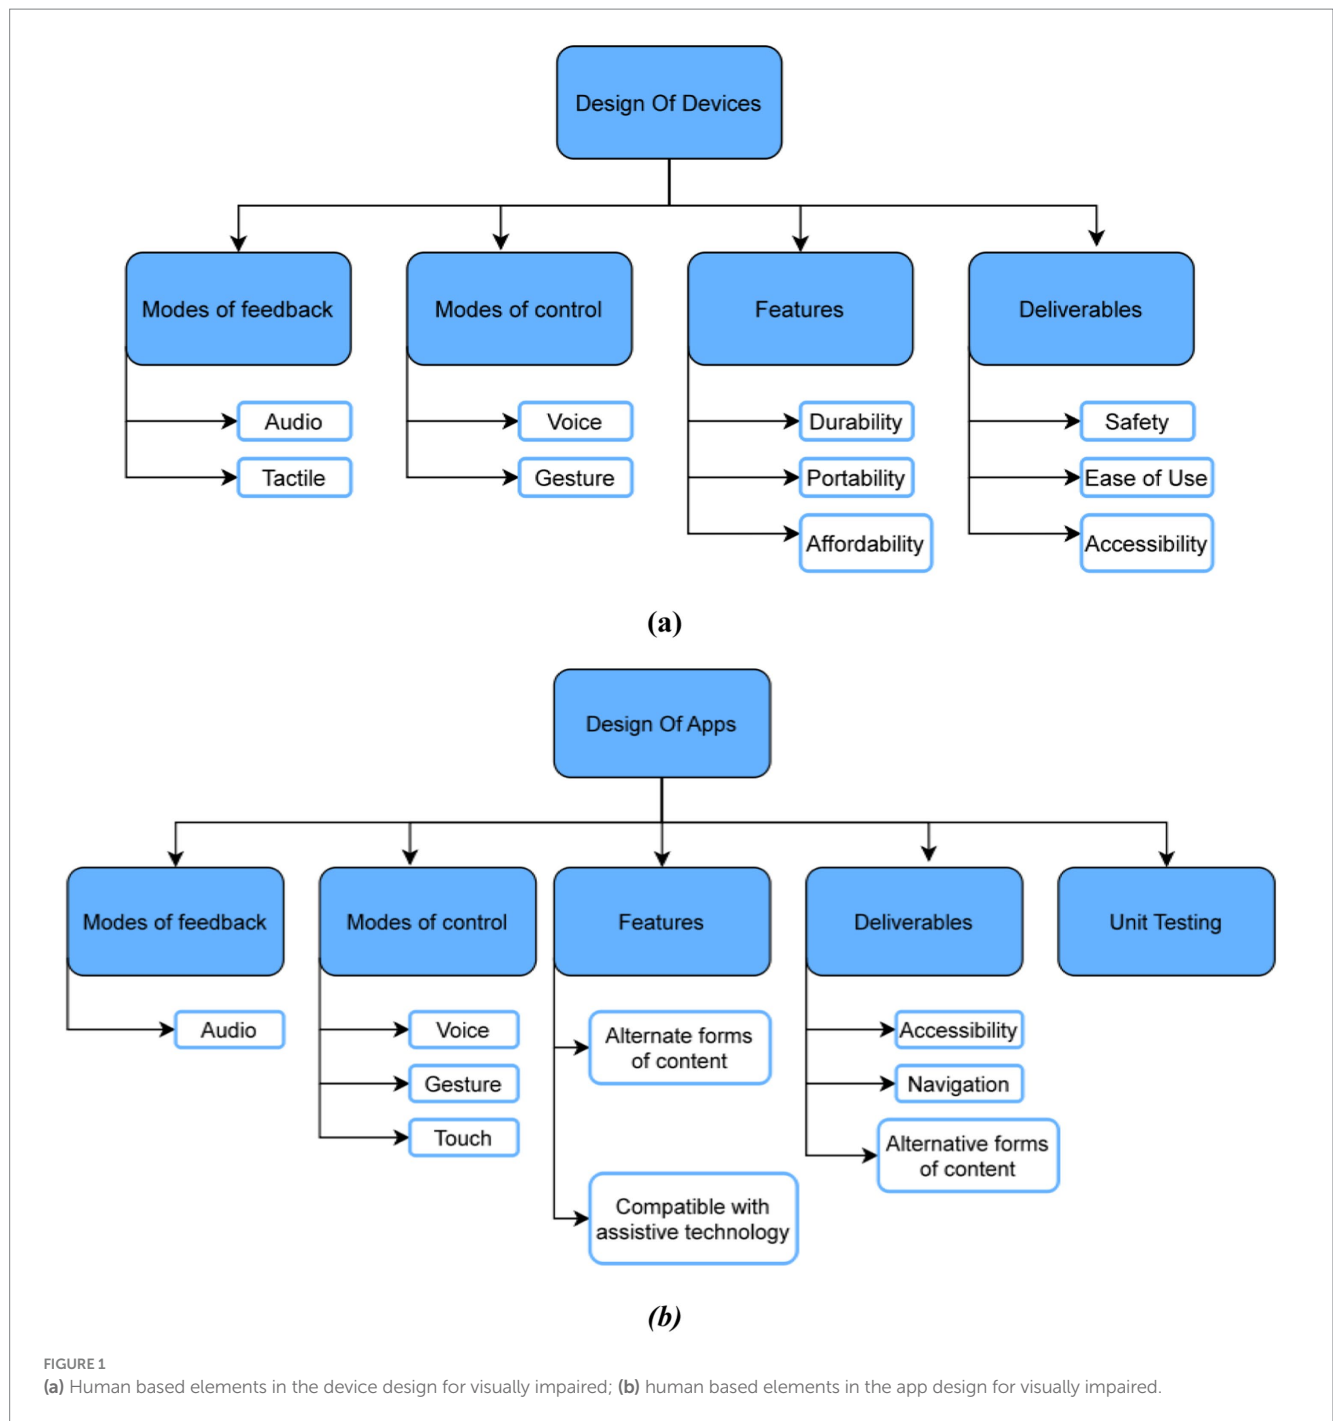 Design Of Devices
Modes of feedback
Modes of control
Features
Deliverables
Audio
Tactile
Voice
Gesture
Durability
Portability
Affordability
Safety
Ease of Use
Accessibility
(a)
Design Of Apps
Modes of feedback
Modes of control
Features
Deliverables
Unit Testing
Audio
Voice
Gesture
Touch
Alternate forms
of content
Compatible with
assistive technology
Accessibility
Navigation
Alternative forms
of content
(b)
FIGURE 1
(a) Human based elements in the device design for visually impaired; (b) human based elements in the app design for visually impaired.